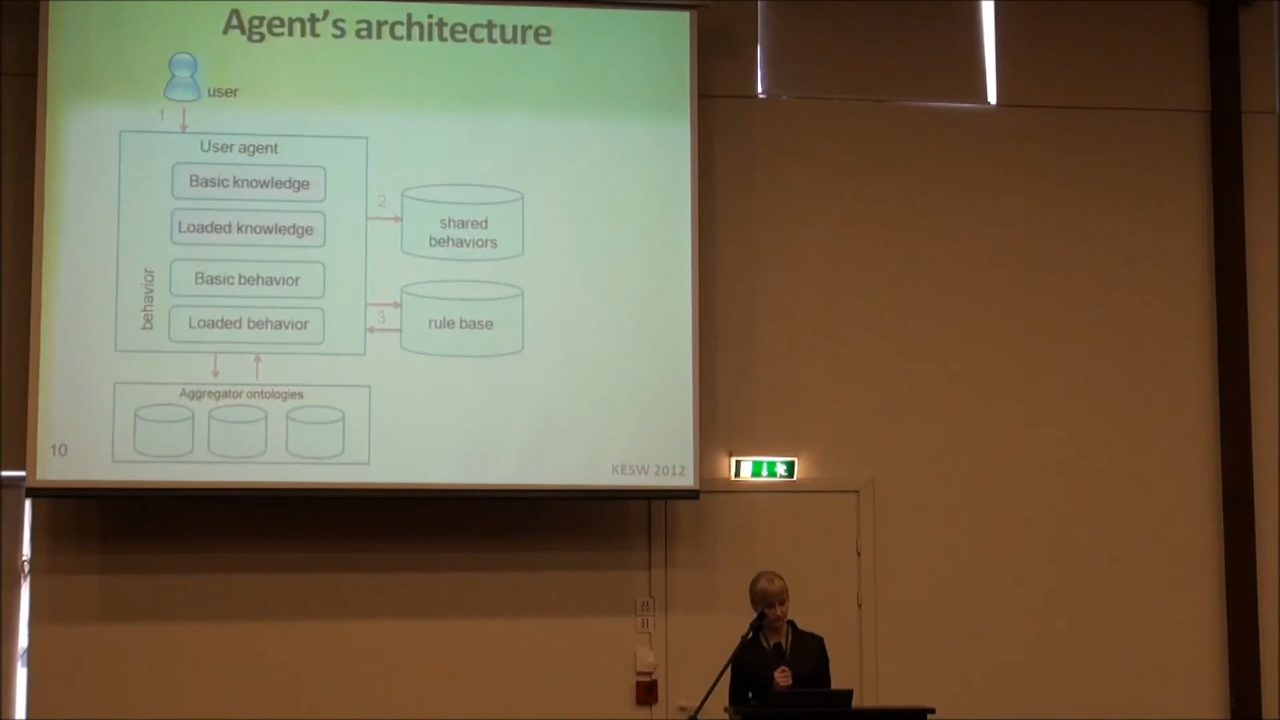 Agent's architecture
user
1
User agent
Basic knowledge
Loaded knowledge
Basic behavior
Loaded behavior
behavior
2
shared
behaviors
3
rule base
Aggregator ontologies
10
KESW 2012